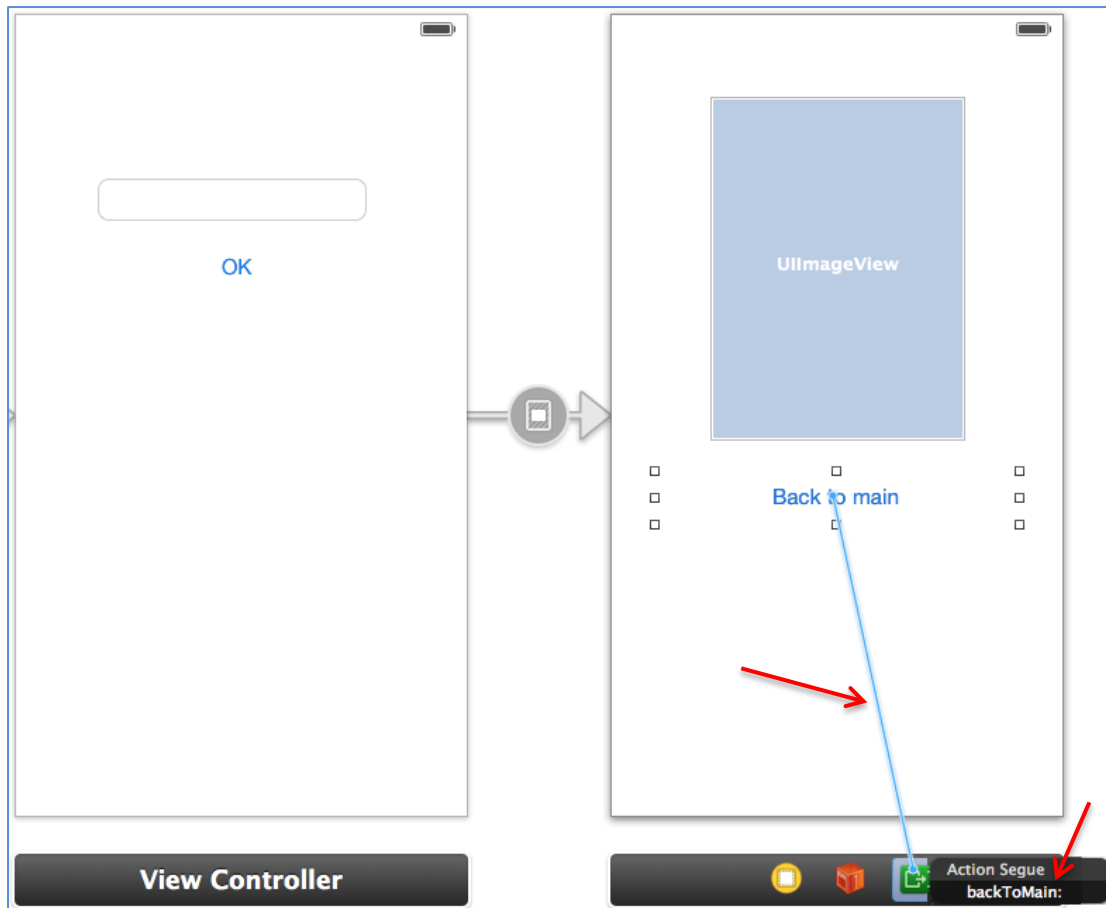 OK
UIImageView
Back to main
View Controller
Action Segue
backToMain: